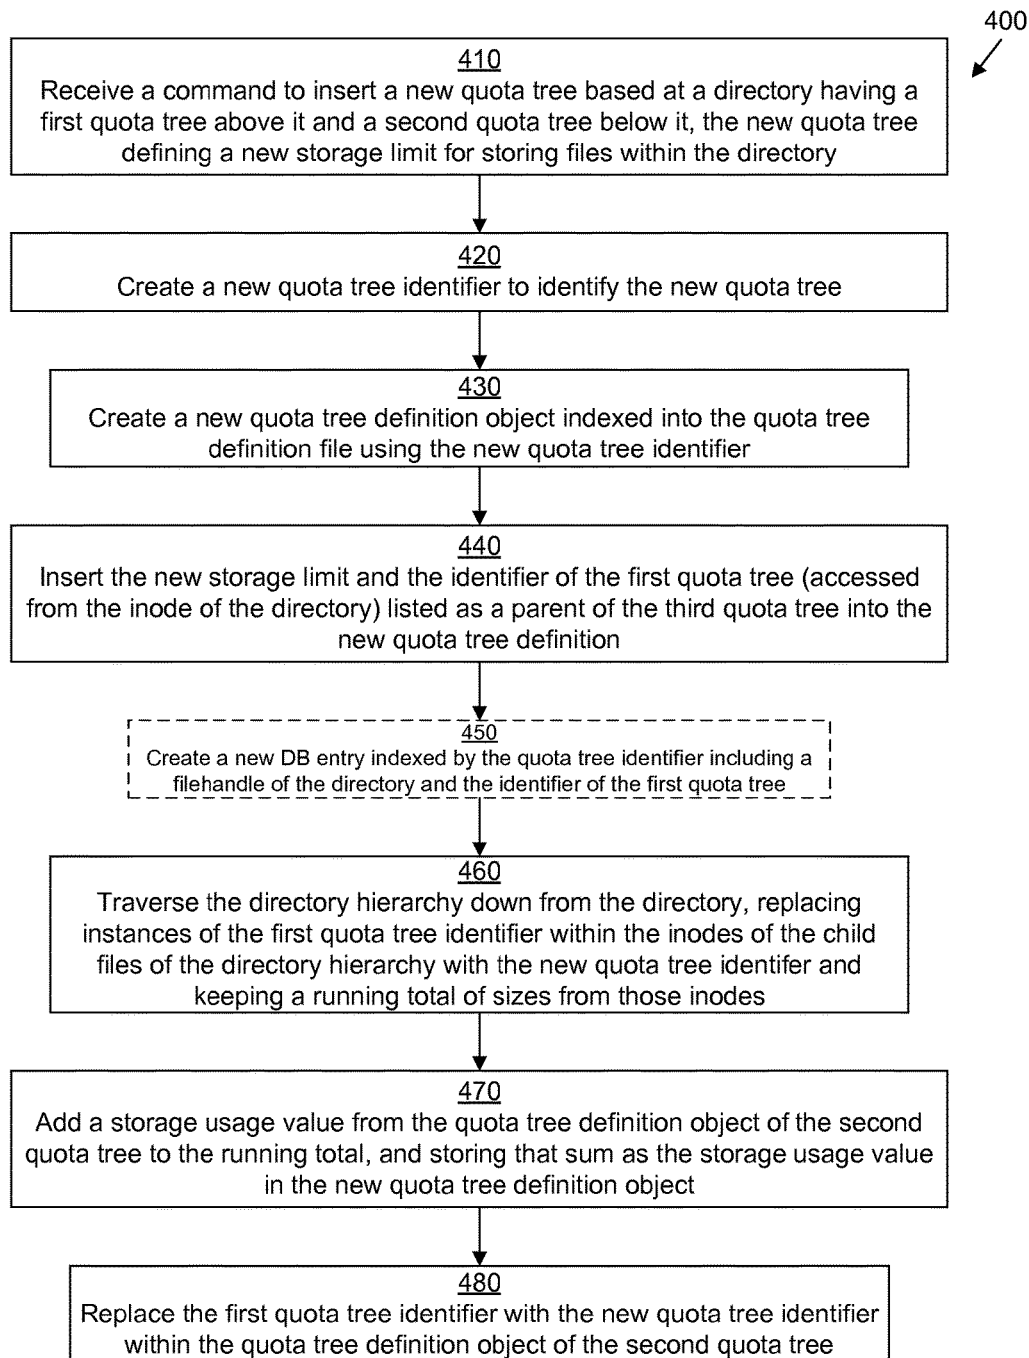 400
410
Receive a command to insert a new quota tree based at a directory having a
first quota tree above it and a second quota tree below it, the new quota tree
defining a new storage limit for storing files within the directory
420
Create a new quota tree identifier to identify the new quota tree
430
Create a new quota tree definition object indexed into the quota tree
definition file using the new quota tree identifier
440
Insert the new storage limit and the identifier of the first quota tree (accessed
from the inode of the directory) listed as a parent of the third quota tree into the
new quota tree definition
450
Create a new DB entry indexed by the quota tree identifier including a
filehandle of the directory and the identifier of the first quota tree
460
Traverse the directory hierarchy down from the directory, replacing
instances of the first quota tree identifier within the inodes of the child
files of the directory hierarchy with the new quota tree identifer and
keeping a running total of sizes from those inodes
470
Add a storage usage value from the quota tree definition object of the second
quota tree to the running total, and storing that sum as the storage usage value
in the new quota tree definition object
480
Replace the first quota tree identifier with the new quota tree identifier
within the quota tree definition object of the second quota tree